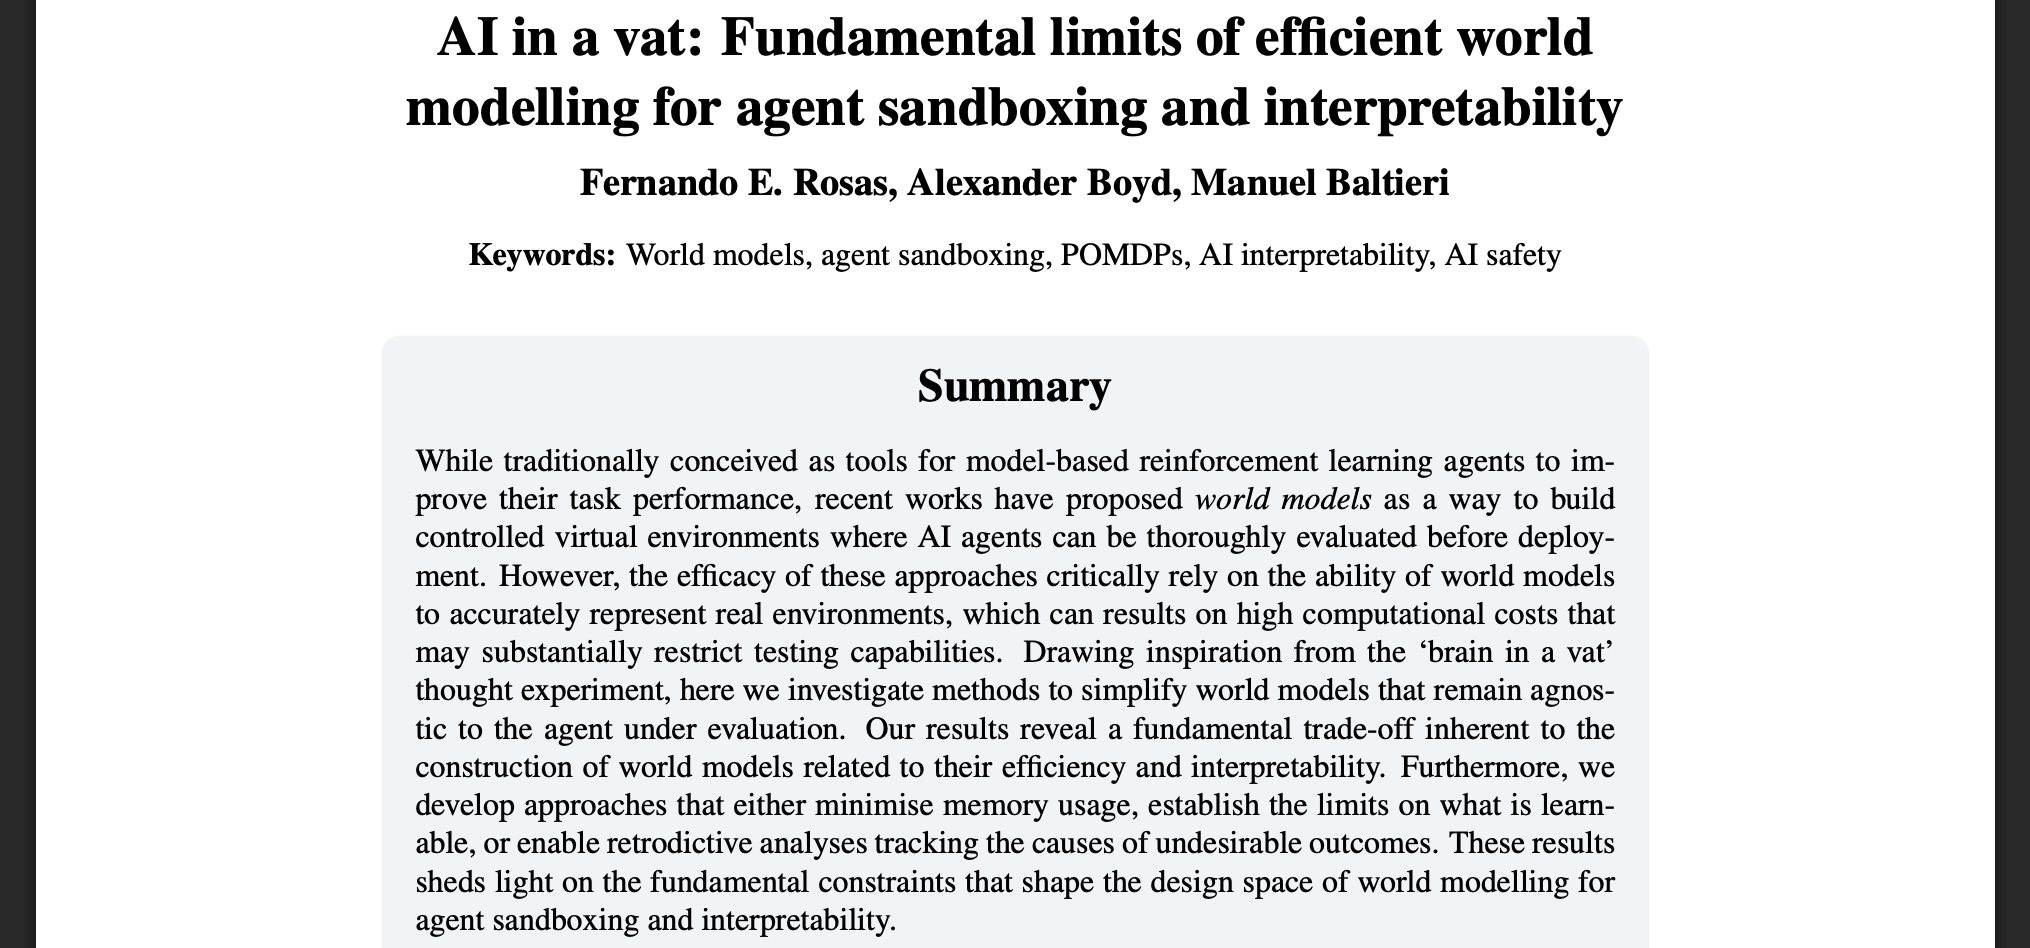 AI in a vat: Fundamental limits of efficient world
modelling for agent sandboxing and interpretability
Fernando E. Rosas, Alexander Boyd, Manuel Baltieri
Keywords: World models, agent sandboxing, POMDPs, AI interpretability, AI safety
Summary
While traditionally conceived as tools for model-based reinforcement learning agents to im-
prove their task performance, recent works have proposed world models as a way to build
controlled virtual environments where AI agents can be thoroughly evaluated before deploy-
ment. However, the efficacy of these approaches critically rely on the ability of world models
to accurately represent real environments, which can results on high computational costs that
may substantially restrict testing capabilities. Drawing inspiration from the ‘brain in a vat’
thought experiment, here we investigate methods to simplify world models that remain agnos-
tic to the agent under evaluation. Our results reveal a fundamental trade-off inherent to the
construction of world models related to their efficiency and interpretability. Furthermore, we
develop approaches that either minimise memory usage, establish the limits on what is learn-
able, or enable retrodictive analyses tracking the causes of undesirable outcomes. These results
sheds light on the fundamental constraints that shape the design space of world modelling for
agent sandboxing and interpretability.